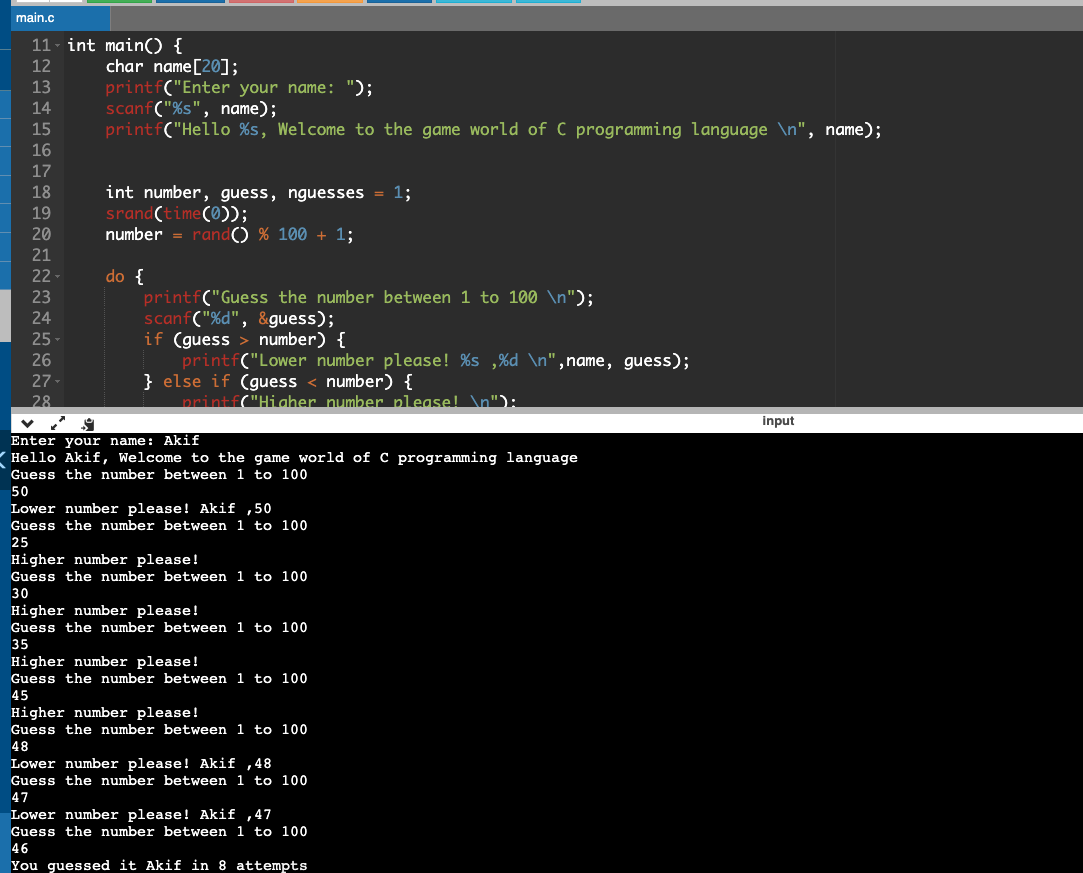 main.c
11 int main() {
12 char name[20];
13 printf("Enter your name: ");
14 scanf("%s", name);
15 printf("Hello %s, Welcome to the game world of C programming language \n", name);
16
17
18 int number, guess, nguesses = 1;
19 srand(time(0));
20 number = rand() % 100 + 1;
21
22 do {
23 printf("Guess the number between 1 to 100 \n");
24 scanf("%d", &guess);
25 if (guess > number) {
26 printf("Lower number please! %s ,%d \n",name, guess);
27 } else if (guess < number) {
28 printf("Higher number please! \n");
input
Enter your name: Akif
Hello Akif, Welcome to the game world of C programming language
Guess the number between 1 to 100
50
Lower number please! Akif ,50
Guess the number between 1 to 100
25
Higher number please!
Guess the number between 1 to 100
30
Higher number please!
Guess the number between 1 to 100
35
Higher number please!
Guess the number between 1 to 100
45
Higher number please!
Guess the number between 1 to 100
48
Lower number please! Akif ,48
Guess the number between 1 to 100
47
Lower number please! Akif ,47
Guess the number between 1 to 100
46
You guessed it Akif in 8 attempts